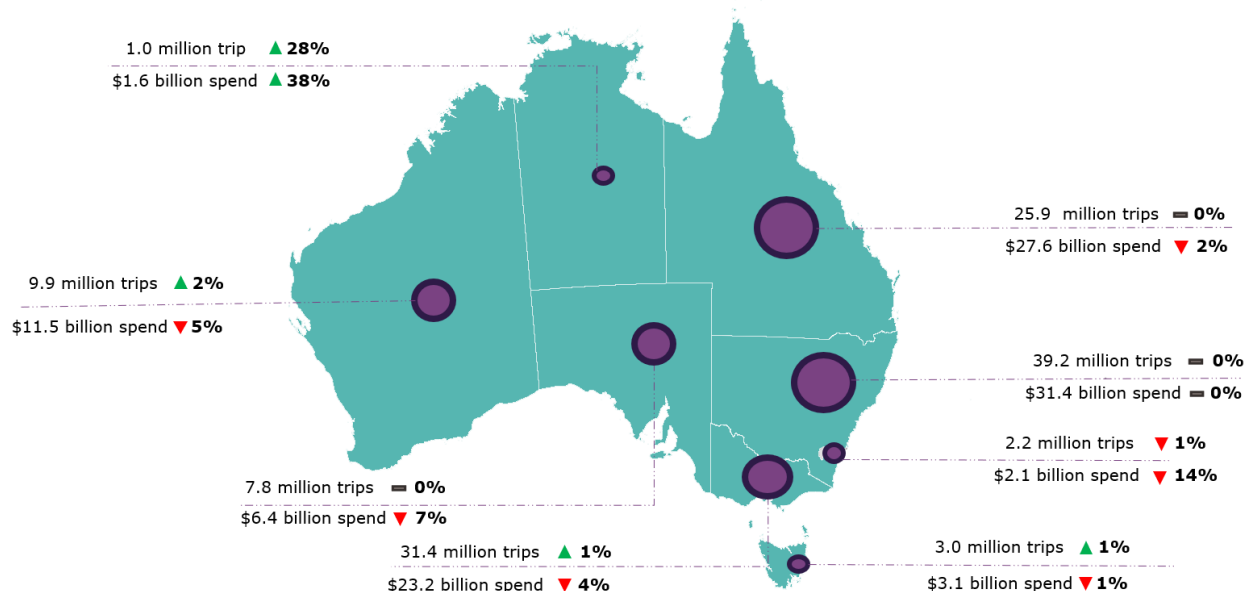 1.0 million trip 28%
$1.6 billion spend 38%
25.9 million trips 0%
$27.6 billion spend 2%
9.9 million trips 2%
$11.5 billion spend 5%
39.2 million trips 0%
$31.4 billion spend 0%
2.2 million trips 1%
$2.1 billion spend 14%
7.8 million trips 0%
$6.4 billion spend 7%
31.4 million trips 1%
$23.2 billion spend 4%
3.0 million trips 1%
$3.1 billion spend 1%